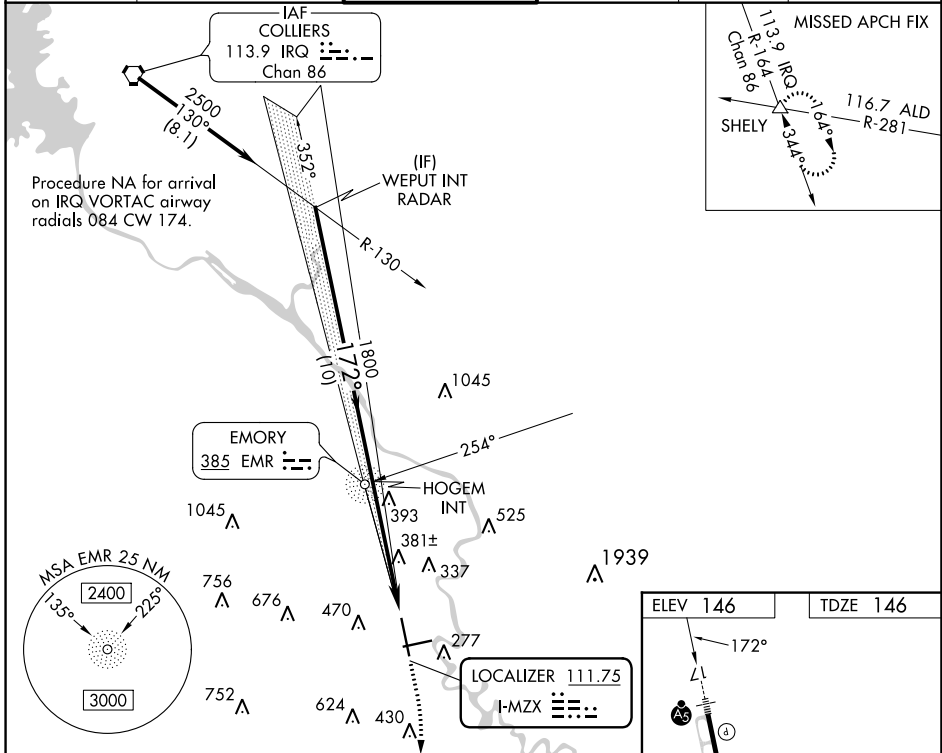 IAF
COLLIERS
113.9 IRQ
Chan 86
MISSED APCH FIX
113.9 IRQ
R-164
Chan 86
SHELY
164°
344°
116.7 ALD
R-281
2500
130°
(8.1)
352°
(IF)
WEPUT INT
RADAR
Procedure NA for arrival
on IRQ VORTAC airway
radials 084 CW 174.
R-130
1800
172°
(10)
1045
EMORY
385 EMR
254°
HOGEM
INT
393
1045
525
381±
337
1939
MSA EMR 25 NM
2400
135°
225°
3000
756
676
470
277
752
624
430
LOCALIZER 111.75
I-MZX
ELEV 146
TDZE 146
172°
17
A5